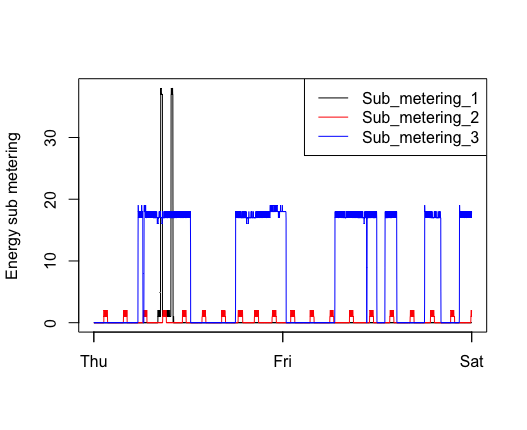 Sub_metering_1
Sub_metering_2
Sub_metering_3
Energy sub metering
30
20
10
0
Thu Fri Sat